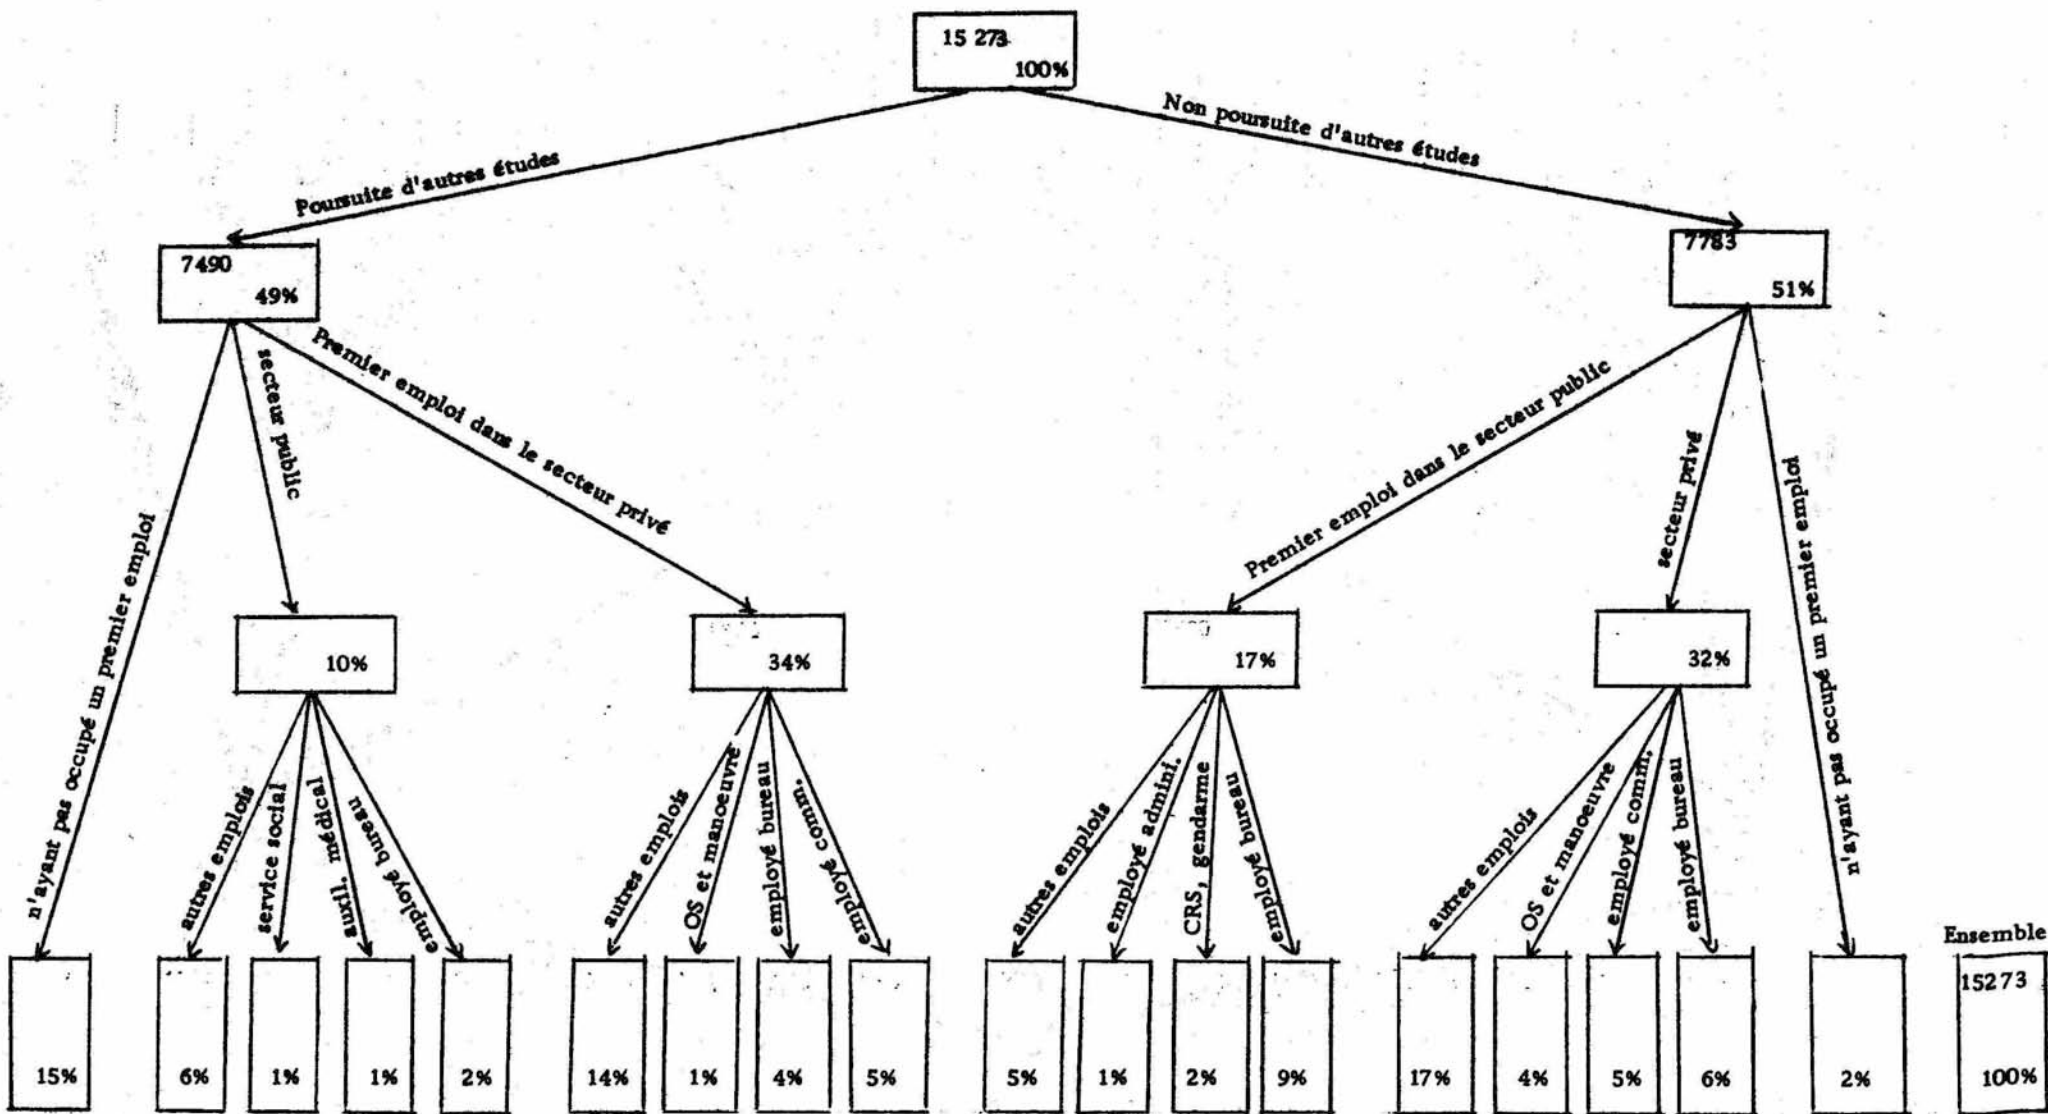 15 273
100%
Poursuite d'autres études
Non poursuite d'autres études
7490
49%
7783
51%
n'ayant pas occupé un premier emploi
secteur public
Premier emploi dans le secteur privé
Premier emploi dans le secteur public
secteur privé
n'ayant pas occupé un premier emploi
10%
34%
17%
32%
autres emplois
service social
auxil. médical
employé bureau
autres emplois
OS et manoeuvre
employé bureau
employé comm.
autres emplois
employé admini.
CRS, gendarme
employé bureau
autres emplois
OS et manoeuvre
employé comm.
employé bureau
Ensemble
15273
15%
6%
1%
1%
2%
14%
1%
4%
5%
5%
1%
2%
9%
17%
4%
5%
6%
2%
100%